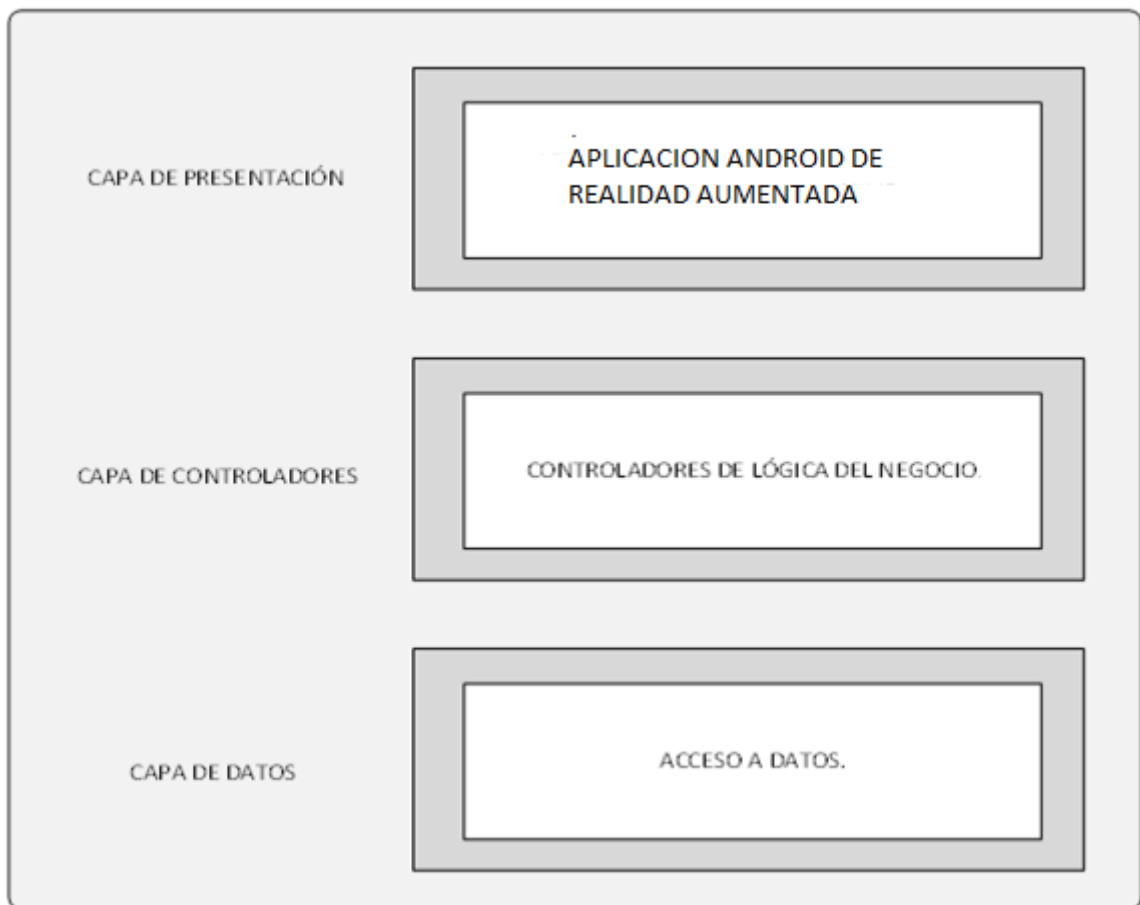 CAPA DE PRESENTACIÓN
APLICACION ANDROID DE
REALIDAD AUMENTADA
CAPA DE CONTROLADORES
CONTROLADORES DE LÓGICA DEL NEGOCIO.
CAPA DE DATOS
ACCESO A DATOS.